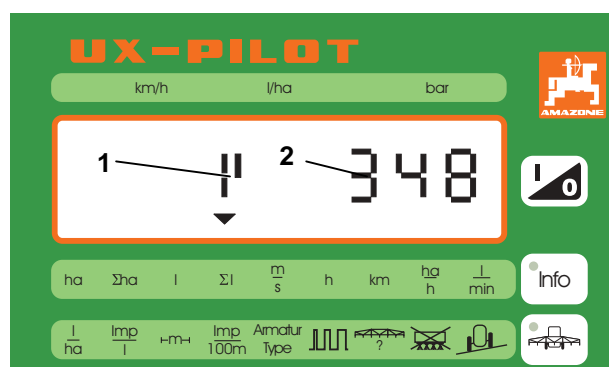 UX-PILOT
km/h l/ha bar
AMAZONE
1 2 348
I 0
ha Σha l Σl m/s h km ha/h l/min Info
l/ha Imp/l m Imp/100m Armatur Type ?